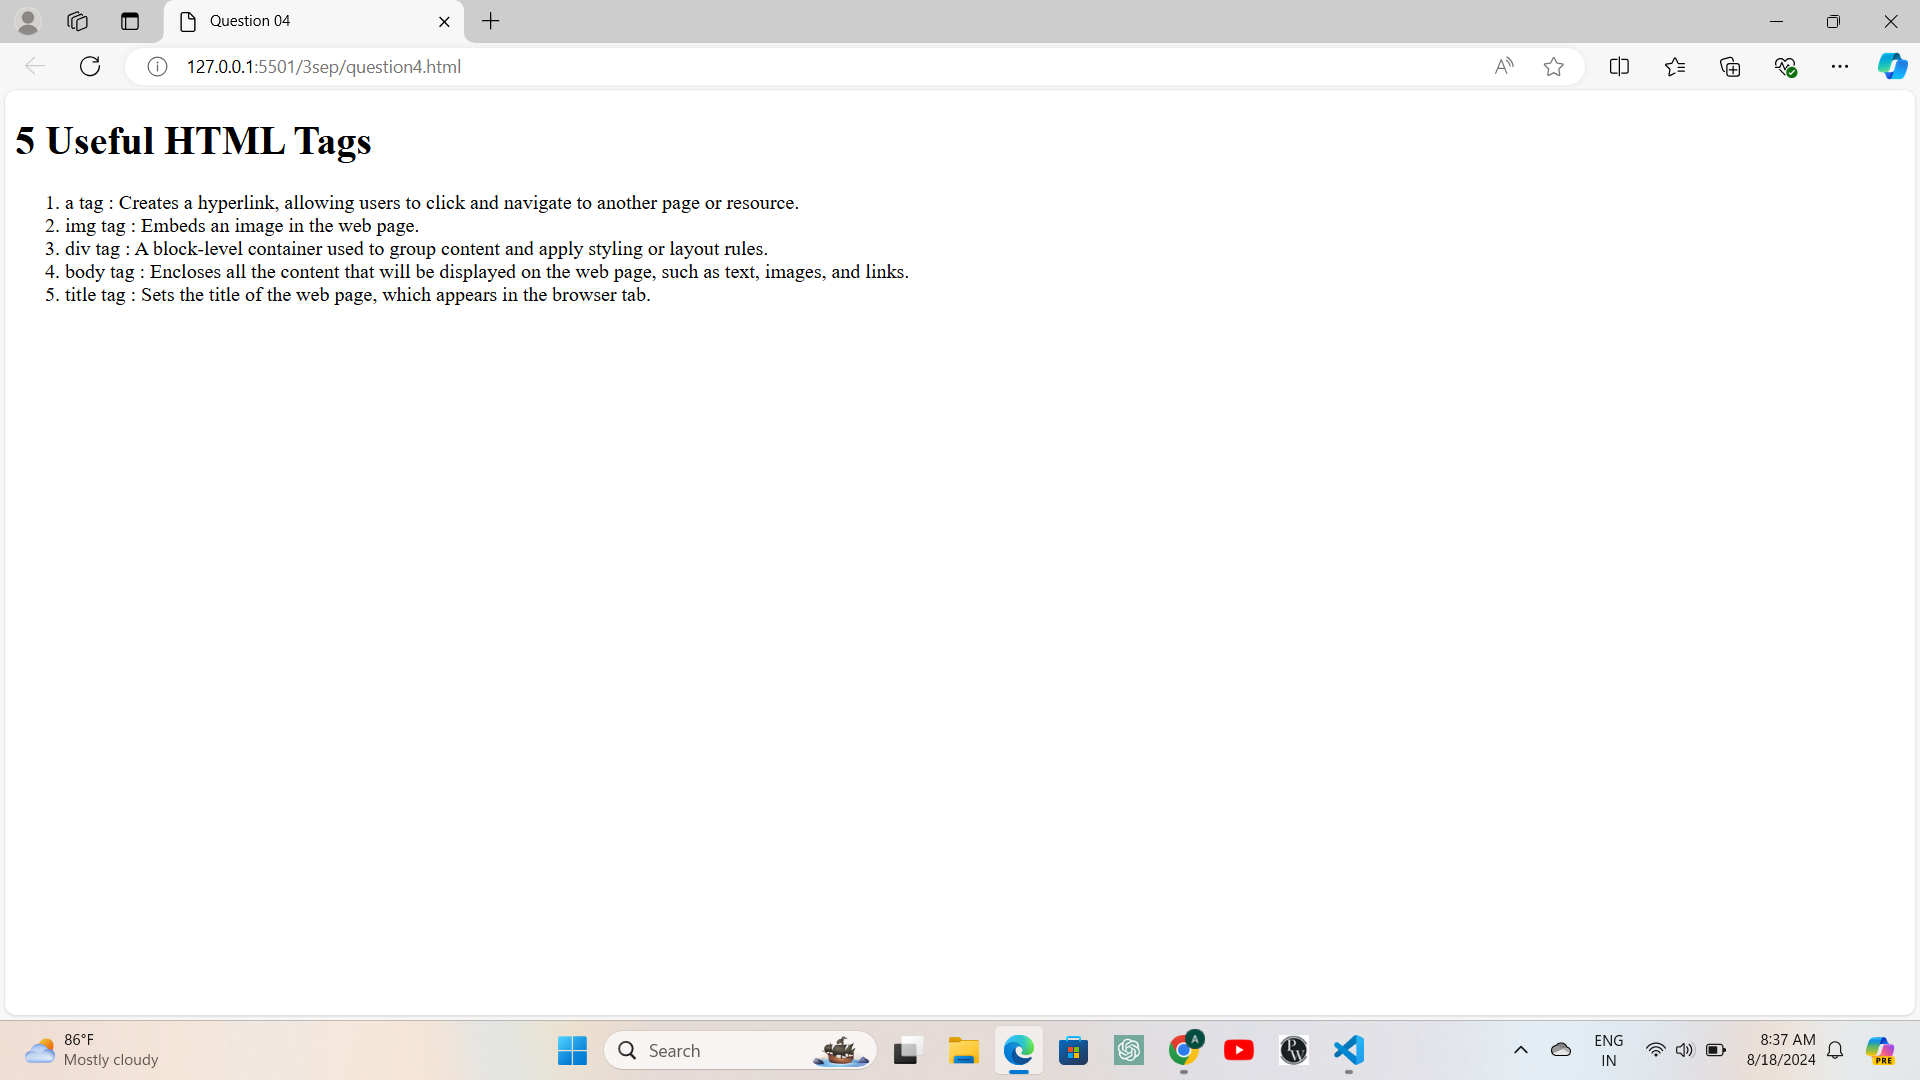 Question 04
127.0.0.1:5501/3sep/question4.html
5 Useful HTML Tags
1. a tag : Creates a hyperlink, allowing users to click and navigate to another page or resource.
2. img tag : Embeds an image in the web page.
3. div tag : A block-level container used to group content and apply styling or layout rules.
4. body tag : Encloses all the content that will be displayed on the web page, such as text, images, and links.
5. title tag : Sets the title of the web page, which appears in the browser tab.
86°F
Mostly cloudy
Search
A
PW
ENG
IN
8:37 AM
8/18/2024
PRE